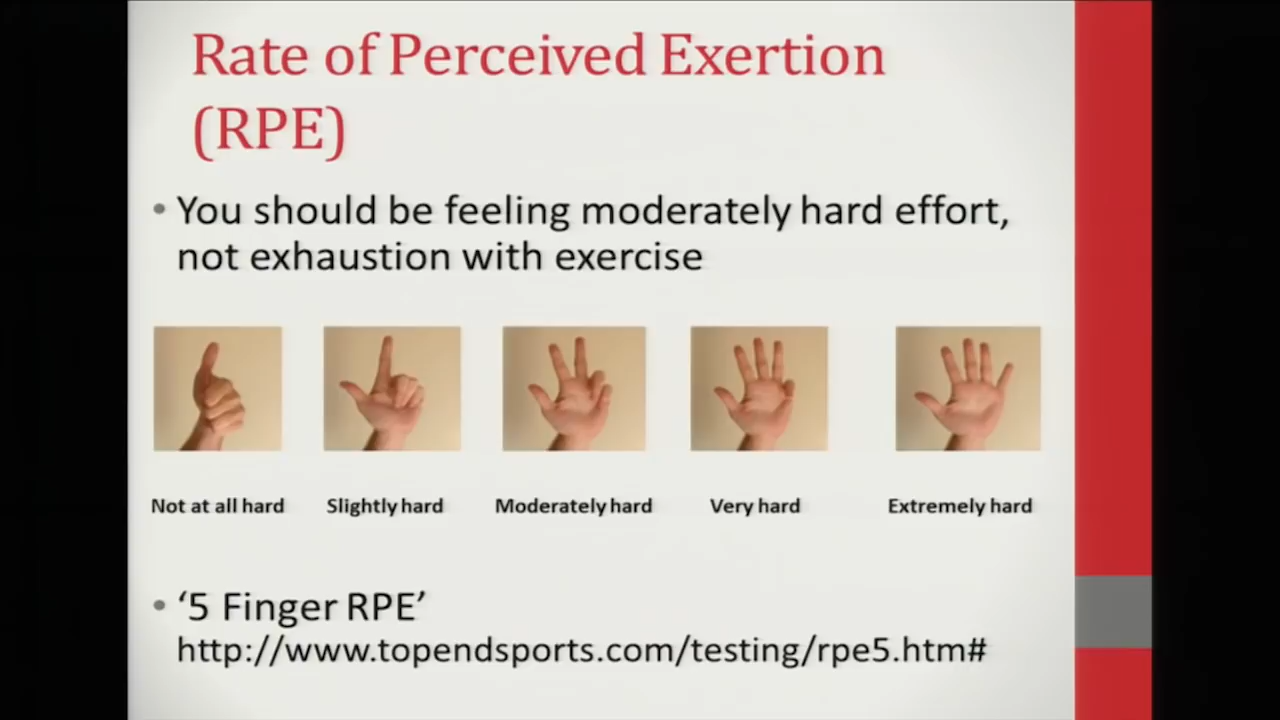 Rate of Perceived Exertion
(RPE)
• You should be feeling moderately hard effort,
not exhaustion with exercise
Not at all hard
Slightly hard
Moderately hard
Very hard
Extremely hard
• ‘5 Finger RPE’
http://www.topendsports.com/testing/rpe5.htm#